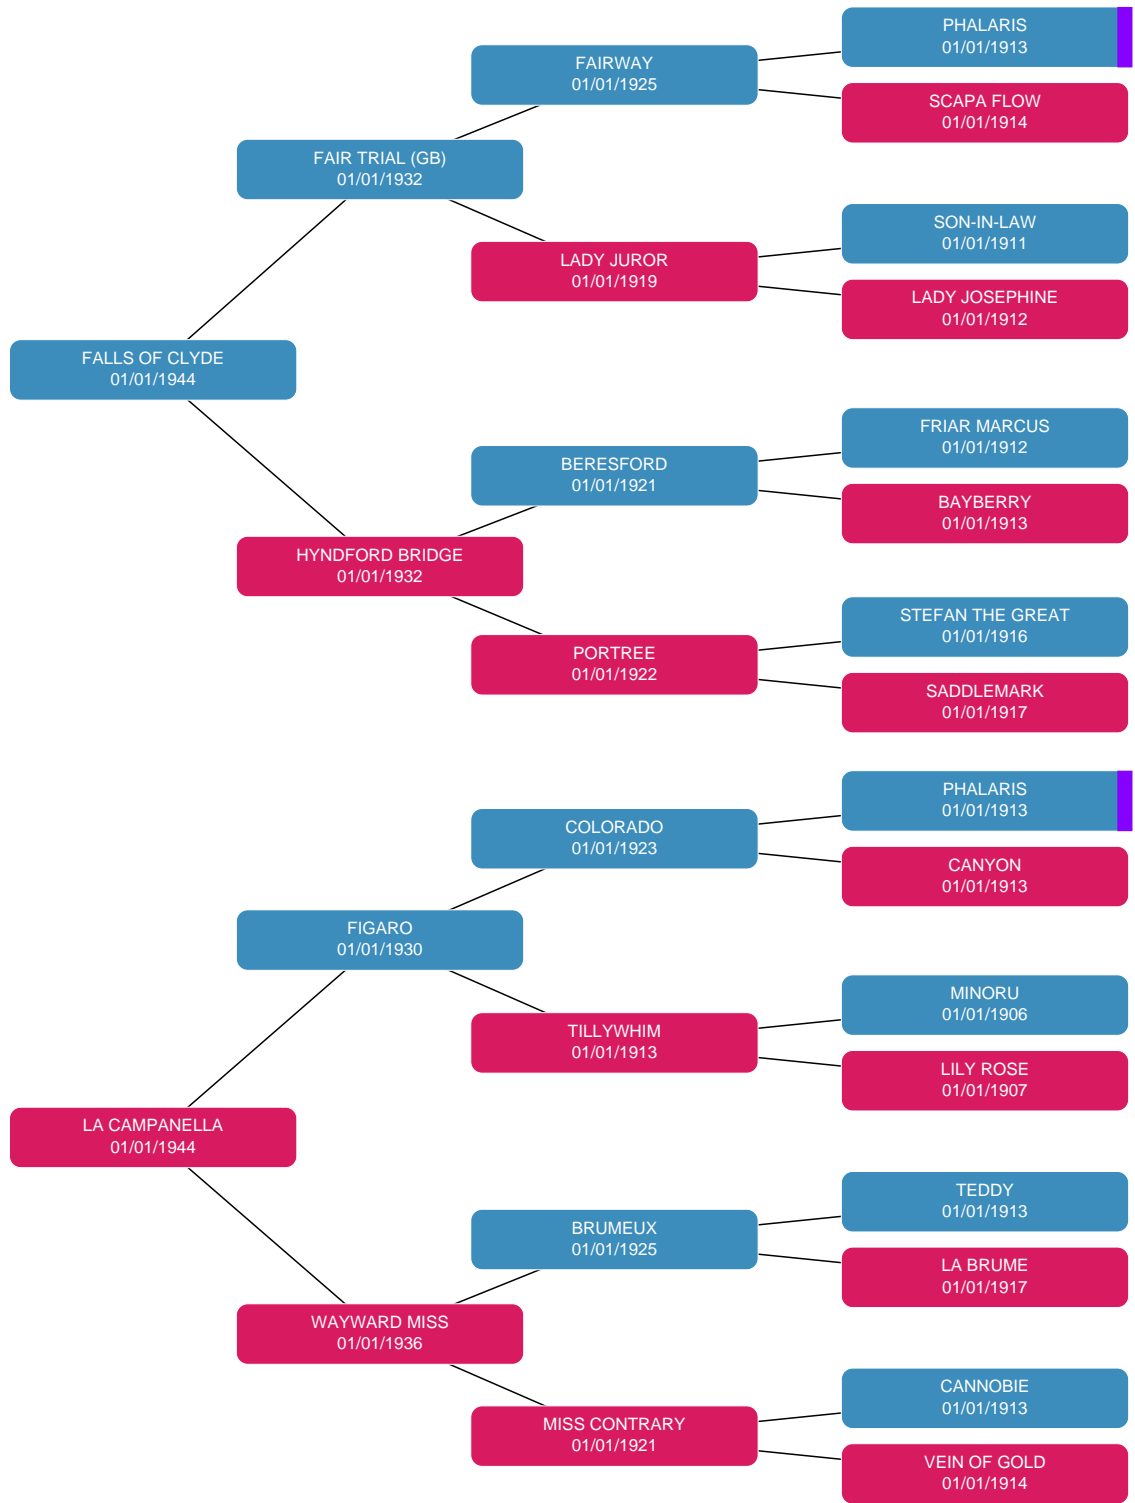 PHALARIS
01/01/1913
FAIRWAY
01/01/1925
SCAPA FLOW
01/01/1914
FAIR TRIAL (GB)
01/01/1932
SON-IN-LAW
01/01/1911
LADY JUROR
01/01/1919
LADY JOSEPHINE
01/01/1912
FALLS OF CLYDE
01/01/1944
FRIAR MARCUS
01/01/1912
BERESFORD
01/01/1921
BAYBERRY
01/01/1913
HYNDFORD BRIDGE
01/01/1932
STEFAN THE GREAT
01/01/1916
PORTREE
01/01/1922
SADDLEMARK
01/01/1917
PHALARIS
01/01/1913
COLORADO
01/01/1923
CANYON
01/01/1913
FIGARO
01/01/1930
MINORU
01/01/1906
TILLYWHIM
01/01/1913
LILY ROSE
01/01/1907
LA CAMPANELLA
01/01/1944
TEDDY
01/01/1913
BRUMEUX
01/01/1925
LA BRUME
01/01/1917
WAYWARD MISS
01/01/1936
CANNOBIE
01/01/1913
MISS CONTRARY
01/01/1921
VEIN OF GOLD
01/01/1914